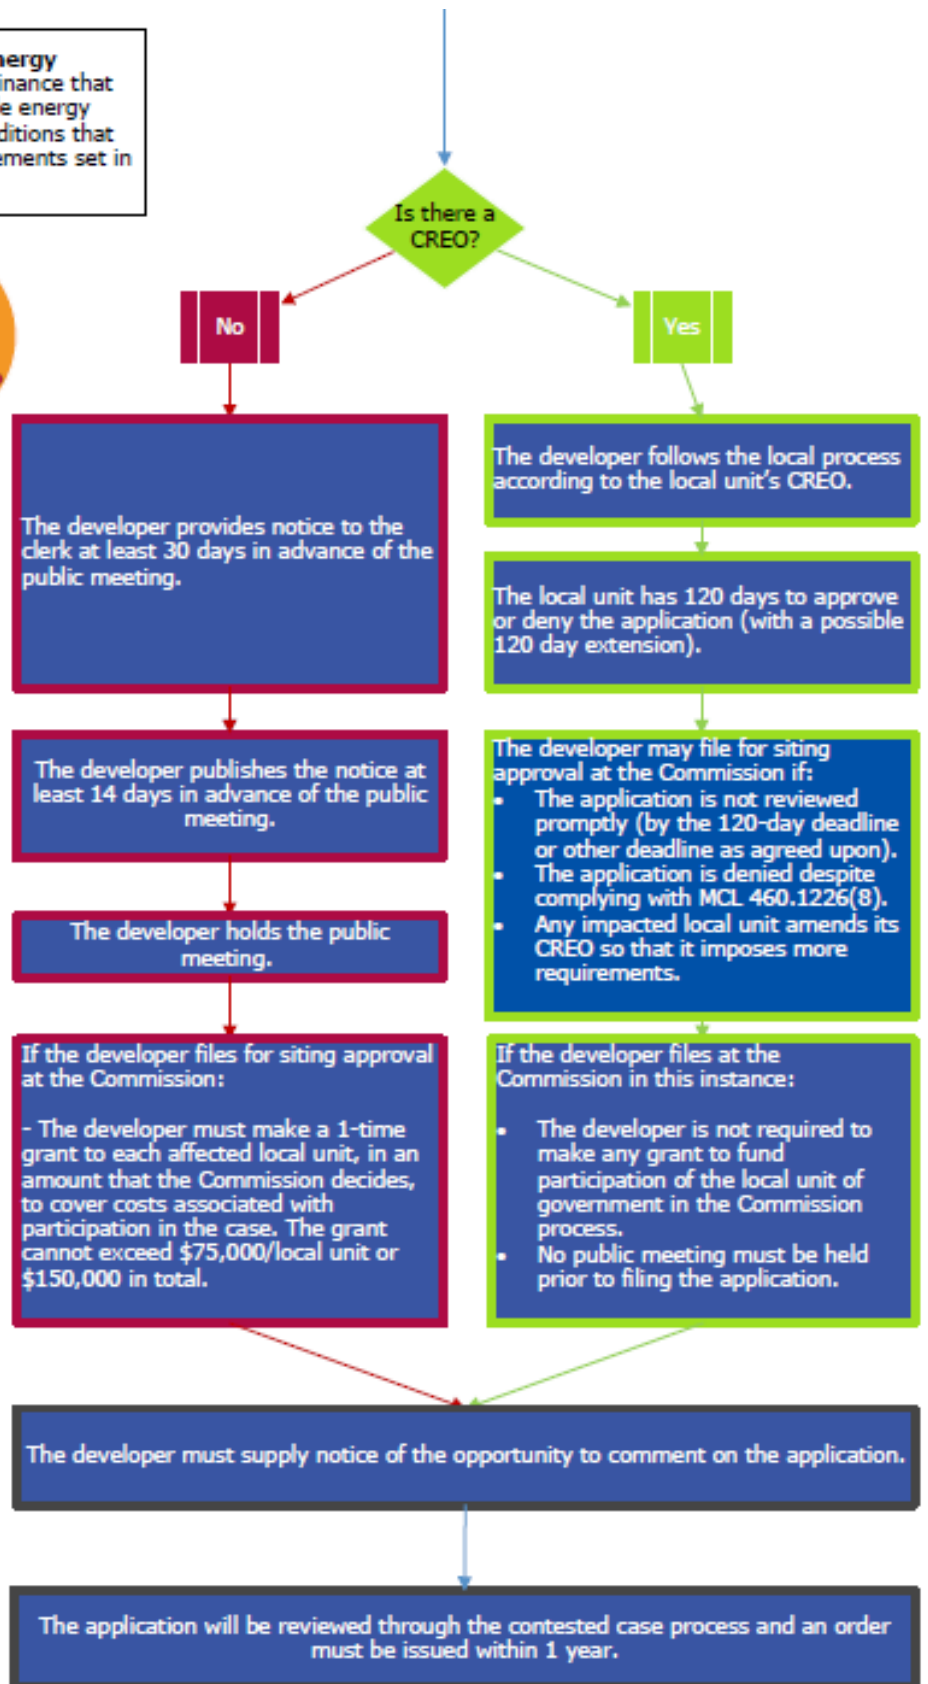 nergy
inance that
e energy
ditions that
ements set in
Is there a
CREO?
No
Yes
The developer provides notice to the
clerk at least 30 days in advance of the
public meeting.
The developer publishes the notice at
least 14 days in advance of the public
meeting.
The developer holds the public
meeting.
If the developer files for siting approval
at the Commission:
- The developer must make a 1-time
grant to each affected local unit, in an
amount that the Commission decides,
to cover costs associated with
participation in the case. The grant
cannot exceed $75,000/local unit or
$150,000 in total.
The developer follows the local process
according to the local unit's CREO.
The local unit has 120 days to approve
or deny the application (with a possible
120 day extension).
The developer may file for siting
approval at the Commission if:
• The application is not reviewed
promptly (by the 120-day deadline
or other deadline as agreed upon).
• The application is denied despite
complying with MCL 460.1226(8).
• Any impacted local unit amends its
CREO so that it imposes more
requirements.
If the developer files at the
Commission in this instance:
• The developer is not required to
make any grant to fund
participation of the local unit of
government in the Commission
process.
• No public meeting must be held
prior to filing the application.
The developer must supply notice of the opportunity to comment on the application.
The application will be reviewed through the contested case process and an order
must be issued within 1 year.